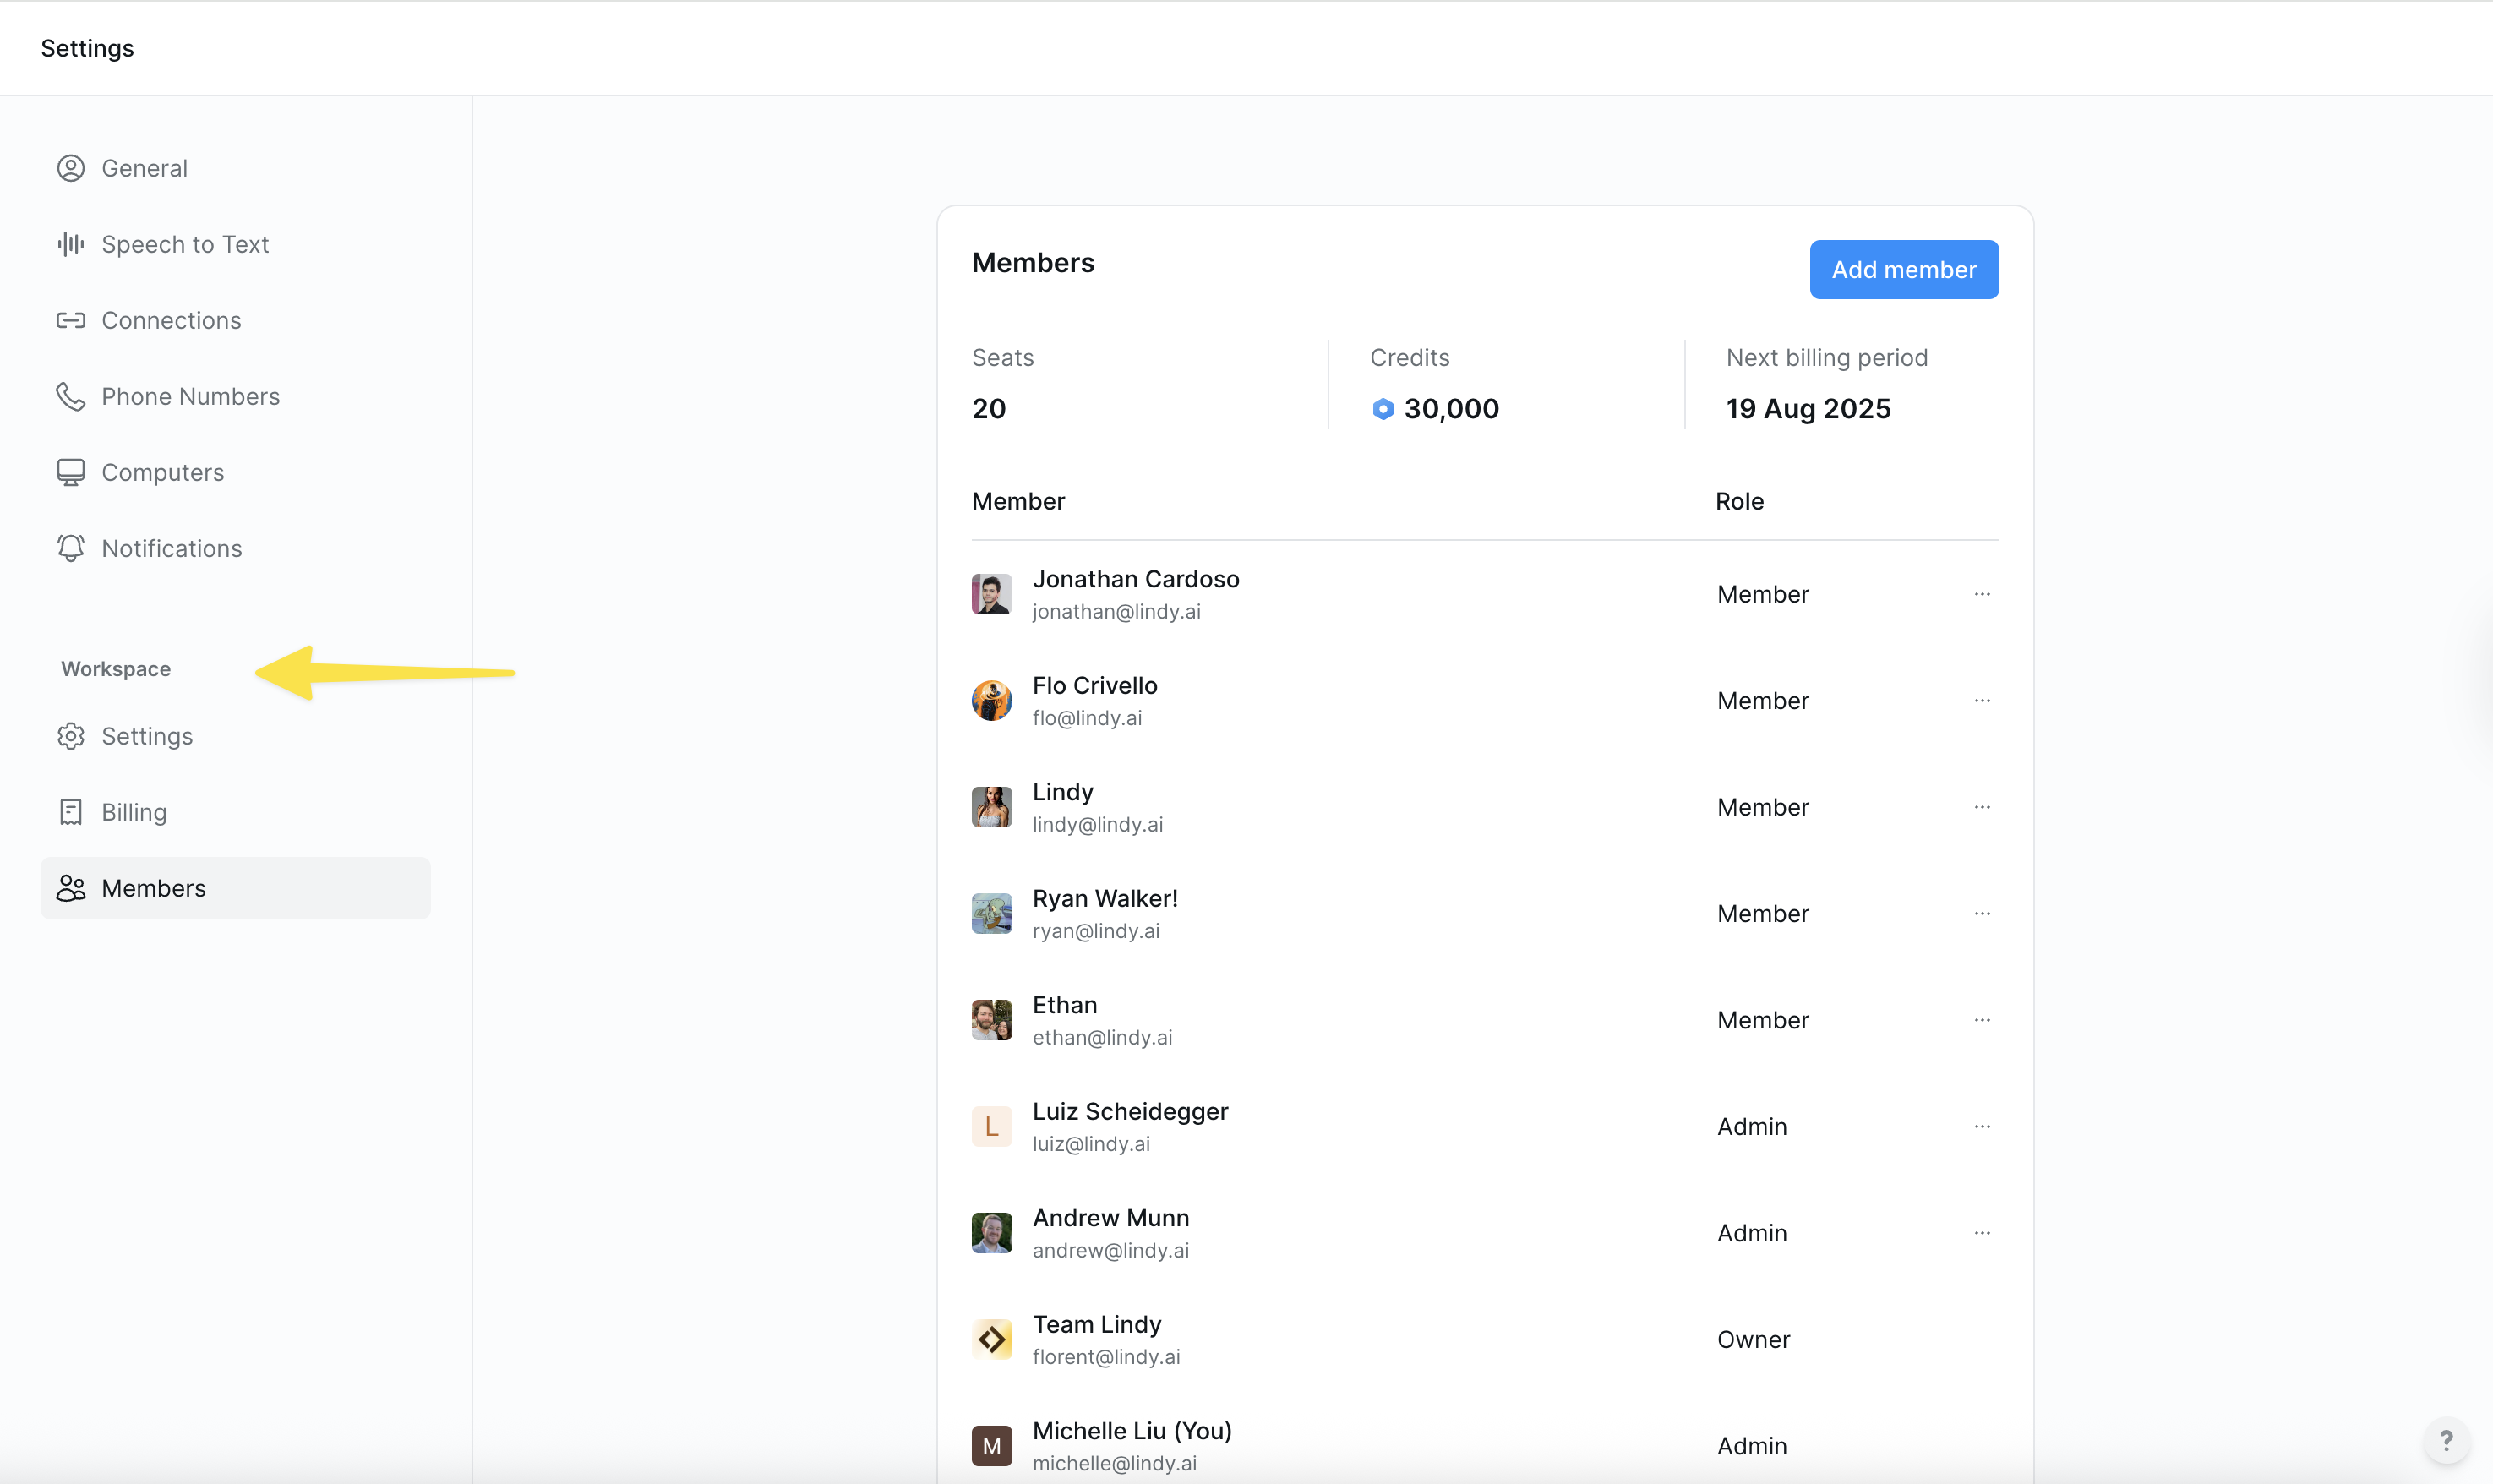 Settings
General
Speech to Text
Connections
Phone Numbers
Computers
Notifications
Workspace
Settings
Billing
Members
Members
Add member
Seats
Credits
Next billing period
20
30,000
19 Aug 2025
Member
Role
Jonathan Cardoso
jonathan@lindy.ai
Member
Flo Crivello
flo@lindy.ai
Member
Lindy
lindy@lindy.ai
Member
Ryan Walker!
ryan@lindy.ai
Member
Ethan
ethan@lindy.ai
Member
L
Luiz Scheidegger
luiz@lindy.ai
Admin
Andrew Munn
andrew@lindy.ai
Admin
Team Lindy
florent@lindy.ai
Owner
M
Michelle Liu (You)
michelle@lindy.ai
Admin
?